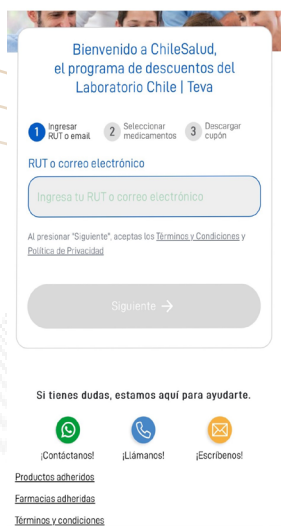 Bienvenido a ChileSalud,
el programa de descuentos del
Laboratorio Chile | Teva
1 Ingresar RUT o email
2 Seleccionar medicamentos
3 Descargar cupón
RUT o correo electrónico
Ingresa tu RUT o correo electrónico
Al presionar "Siguiente", aceptas los Términos y Condiciones y
Política de Privacidad
Siguiente →
Si tienes dudas, estamos aquí para ayudarte.
¡Contáctanos! ¡Llámanos! ¡Escríbenos!
Productos adheridos
Farmacias adheridas
Términos y condiciones